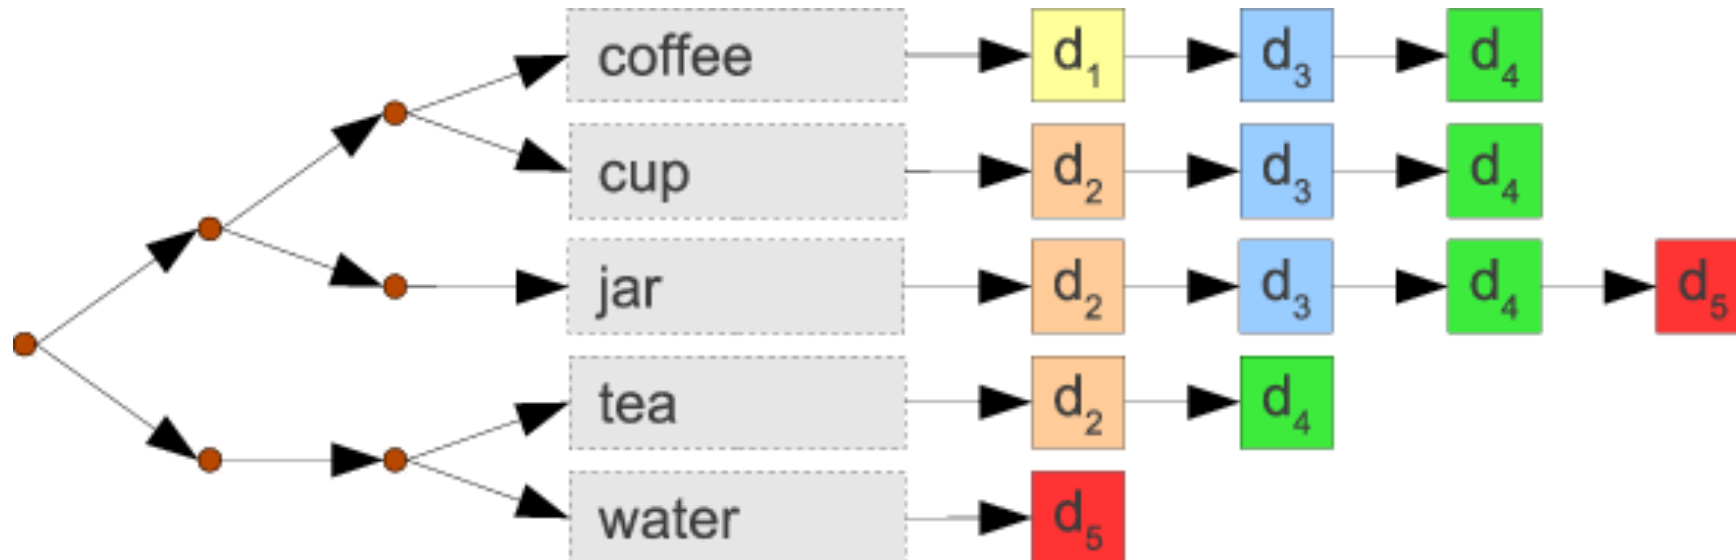 coffee d1 d3 d4
cup d2 d3 d4
jar d2 d3 d4 d5
tea d2 d4
water d5